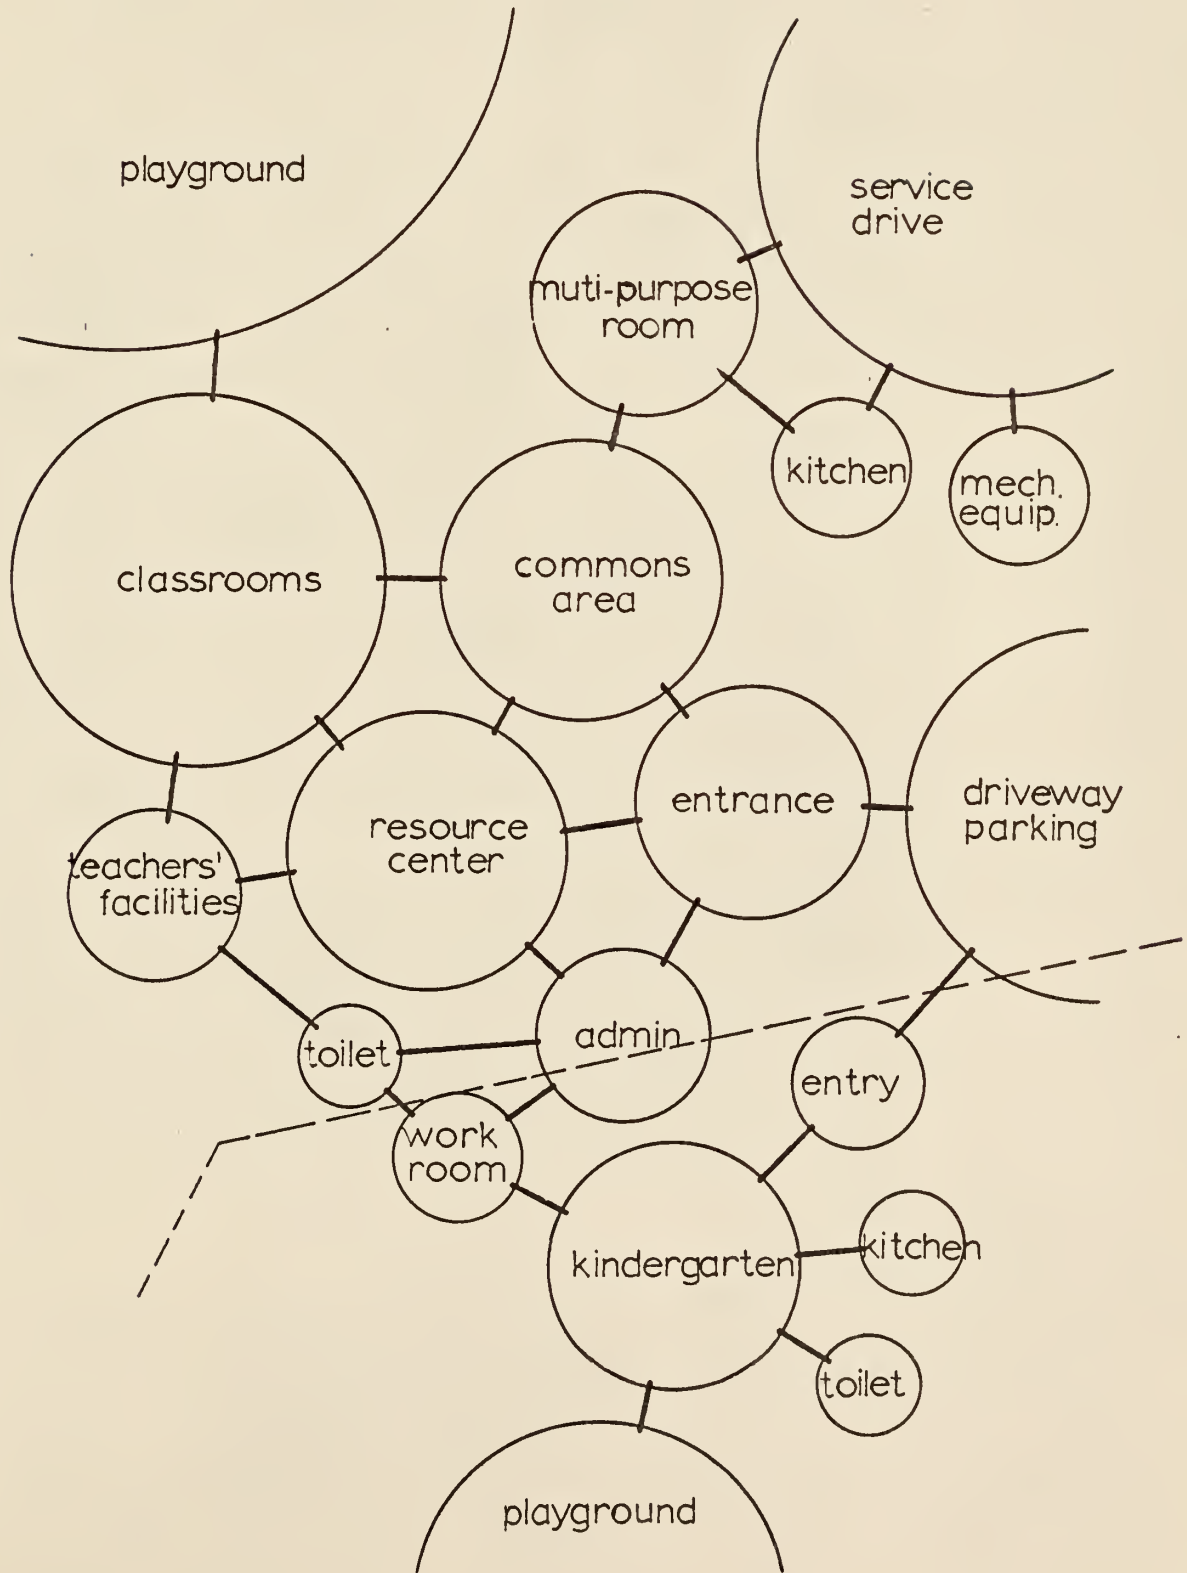 playground
service
drive
muti-purpose
room
kitchen
mech.
equip.
classrooms
commons
area
entrance
driveway
parking
resource
center
teachers'
facilities
toilet
admin
entry
work
room
kindergarten
kitchen
toilet
playground